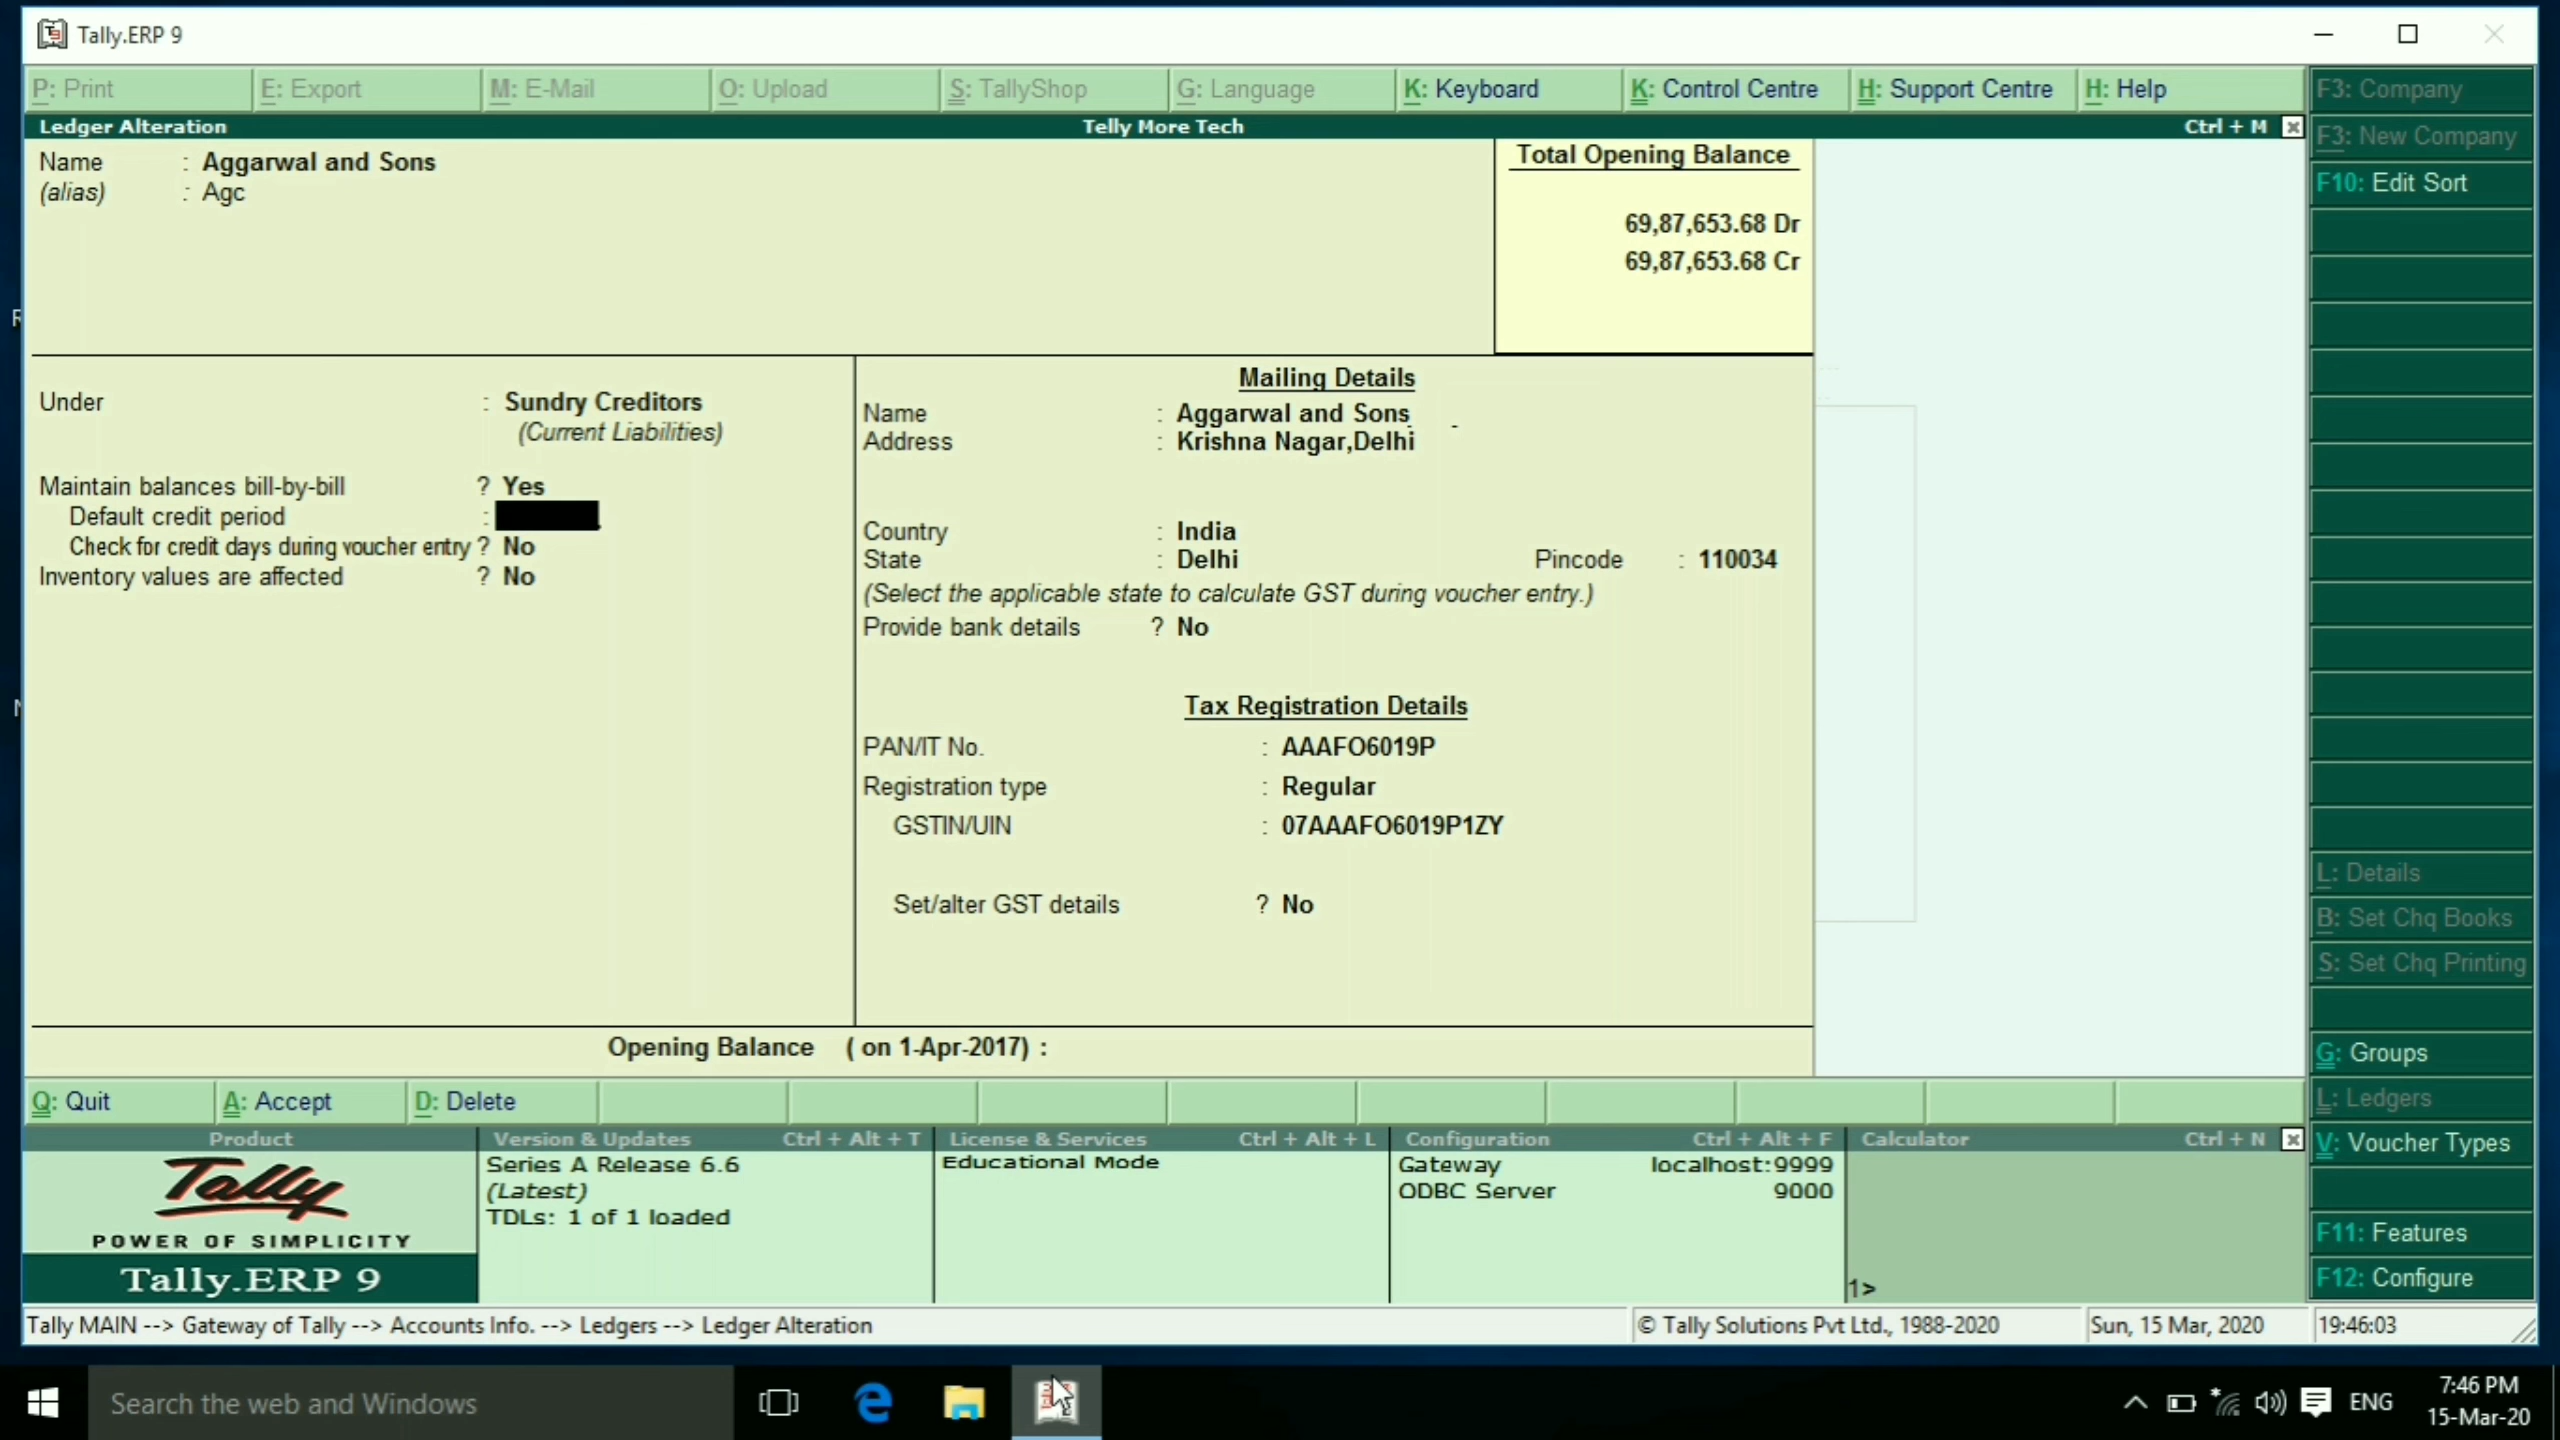 Tally.ERP 9
P: Print E: Export M: E-Mail O: Upload S: TallyShop G: Language K: Keyboard K: Control Centre H: Support Centre H: Help F3: Company
Ledger Alteration Telly More Tech Ctrl + M
F3: New Company
F10: Edit Sort
Name : Aggarwal and Sons
(alias) : Agc
Total Opening Balance
69,87,653.68 Dr
69,87,653.68 Cr
Under : Sundry Creditors
(Current Liabilities)
Maintain balances bill-by-bill ? Yes
Default credit period :
Check for credit days during voucher entry ? No
Inventory values are affected ? No
Mailing Details
Name : Aggarwal and Sons
Address : Krishna Nagar,Delhi
Country : India
State : Delhi Pincode : 110034
(Select the applicable state to calculate GST during voucher entry.)
Provide bank details ? No
Tax Registration Details
PAN/IT No. : AAAFO6019P
Registration type : Regular
GSTIN/UIN : 07AAAFO6019P1ZY
Set/alter GST details ? No
Opening Balance ( on 1-Apr-2017) :
L: Details
B: Set Chq Books
S: Set Chq Printing
G: Groups
L: Ledgers
V: Voucher Types
F11: Features
F12: Configure
Q: Quit A: Accept D: Delete
Product Version & Updates Ctrl + Alt + T License & Services Ctrl + Alt + L Configuration Ctrl + Alt + F Calculator Ctrl + N
Tally
POWER OF SIMPLICITY
Tally.ERP 9
Series A Release 6.6
(Latest)
TDLs: 1 of 1 loaded
Educational Mode
Gateway localhost:9999
ODBC Server 9000
1>
Tally MAIN --> Gateway of Tally --> Accounts Info. --> Ledgers --> Ledger Alteration © Tally Solutions Pvt Ltd., 1988-2020 Sun, 15 Mar, 2020 19:46:03
Search the web and Windows ENG 7:46 PM
15-Mar-20